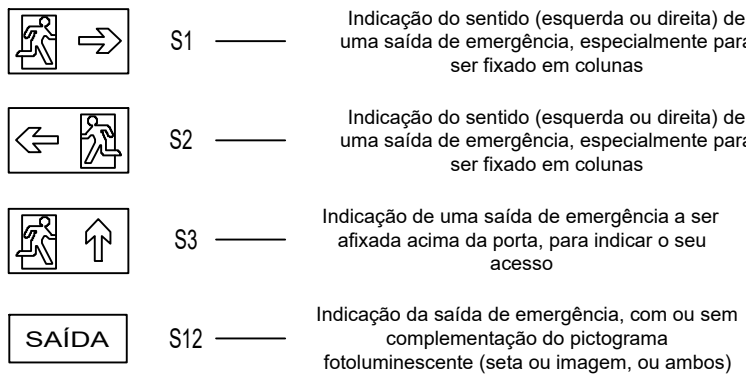 S1
Indicação do sentido (esquerda ou direita) de
uma saída de emergência, especialmente para
ser fixado em colunas
S2
Indicação do sentido (esquerda ou direita) de
uma saída de emergência, especialmente para
ser fixado em colunas
S3
Indicação de uma saída de emergência a ser
afixada acima da porta, para indicar o seu
acesso
SAÍDA
S12
Indicação da saída de emergência, com ou sem
complementação do pictograma
fotoluminescente (seta ou imagem, ou ambos)